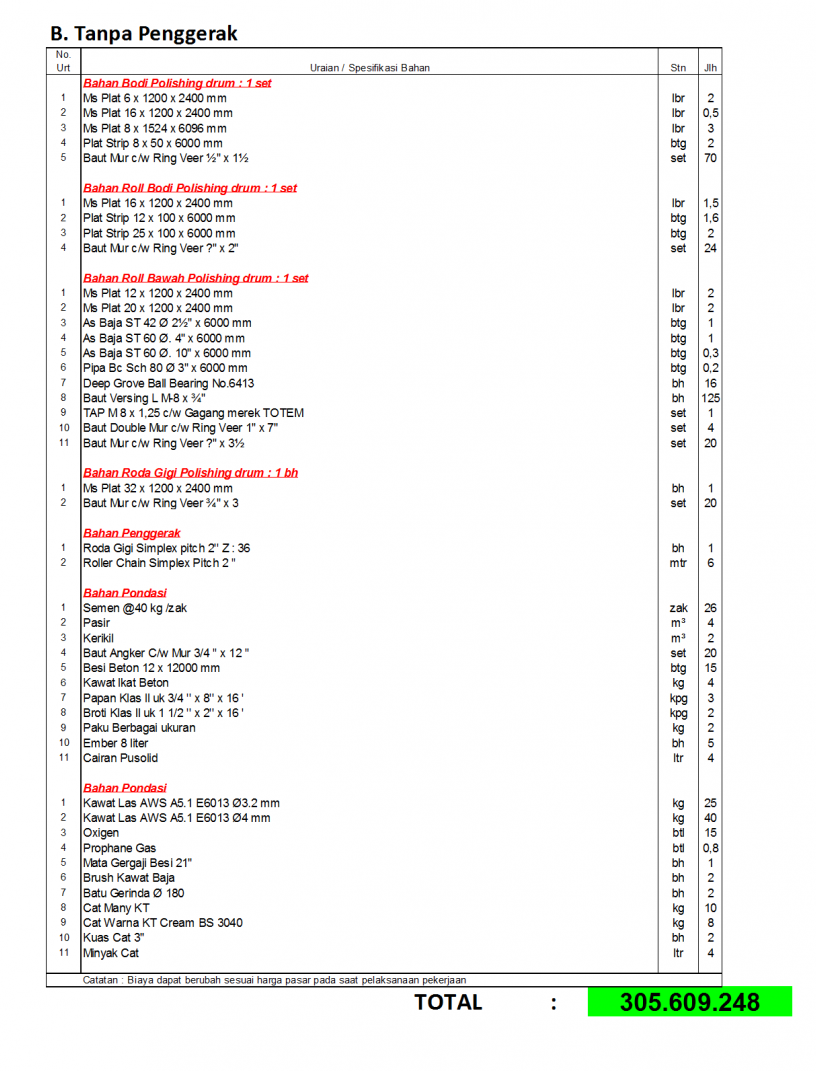 B. Tanpa Penggerak
No. Urt Uraian / Spesifikasi Bahan Stn Jlh
Bahan Bodi Polishing drum : 1 set
1 Ms Plat 6 x 1200 x 2400 mm lbr 2
2 Ms Plat 16 x 1200 x 2400 mm lbr 0,5
3 Ms Plat 8 x 1524 x 6096 mm lbr 3
4 Plat Strip 8 x 50 x 6000 mm btg 2
5 Baut Mur c/w Ring Veer ½" x 1½ set 70
Bahan Roll Bodi Polishing drum : 1 set
1 Ms Plat 16 x 1200 x 2400 mm lbr 1,5
2 Plat Strip 12 x 100 x 6000 mm btg 1,6
3 Plat Strip 25 x 100 x 6000 mm btg 2
4 Baut Mur c/w Ring Veer ?" x 2" set 24
Bahan Roll Bawah Polishing drum : 1 set
1 Ms Plat 12 x 1200 x 2400 mm lbr 2
2 Ms Plat 20 x 1200 x 2400 mm lbr 2
3 As Baja ST 42 Ø 2½" x 6000 mm btg 1
4 As Baja ST 60 Ø. 4" x 6000 mm btg 1
5 As Baja ST 60 Ø. 10" x 6000 mm btg 0,3
6 Pipa Bc Sch 80 Ø 3" x 6000 mm btg 0,2
7 Deep Grove Ball Bearing No.6413 bh 16
8 Baut Versing L M-8 x ¾" bh 125
9 TAP M 8 x 1,25 c/w Gagang merek TOTEM set 1
10 Baut Double Mur c/w Ring Veer 1" x 7" set 4
11 Baut Mur c/w Ring Veer ?" x 3½ set 20
Bahan Roda Gigi Polishing drum : 1 bh
1 Ms Plat 32 x 1200 x 2400 mm bh 1
2 Baut Mur c/w Ring Veer ¾" x 3 set 20
Bahan Penggerak
1 Roda Gigi Simplex pitch 2" Z : 36 bh 1
2 Roller Chain Simplex Pitch 2 " mtr 6
Bahan Pondasi
1 Semen @40 kg /zak zak 26
2 Pasir m³ 4
3 Kerikil m³ 2
4 Baut Angker C/w Mur 3/4 " x 12 " set 20
5 Besi Beton 12 x 12000 mm btg 15
6 Kawat Ikat Beton kg 4
7 Papan Klas II uk 3/4 " x 8" x 16 ' kpg 3
8 Broti Klas II uk 1 1/2 " x 2" x 16 ' kpg 2
9 Paku Berbagai ukuran kg 2
10 Ember 8 liter bh 5
11 Cairan Pusolid ltr 4
Bahan Pondasi
1 Kawat Las AWS A5.1 E6013 Ø3.2 mm kg 25
2 Kawat Las AWS A5.1 E6013 Ø4 mm kg 40
3 Oxigen btl 15
4 Prophane Gas btl 0,8
5 Mata Gergaji Besi 21" bh 1
6 Brush Kawat Baja bh 2
7 Batu Gerinda Ø 180 bh 2
8 Cat Many KT kg 10
9 Cat Warna KT Cream BS 3040 kg 8
10 Kuas Cat 3" bh 2
11 Minyak Cat ltr 4
Catatan : Biaya dapat berubah sesuai harga pasar pada saat pelaksanaan pekerjaan
TOTAL : 305.609.248